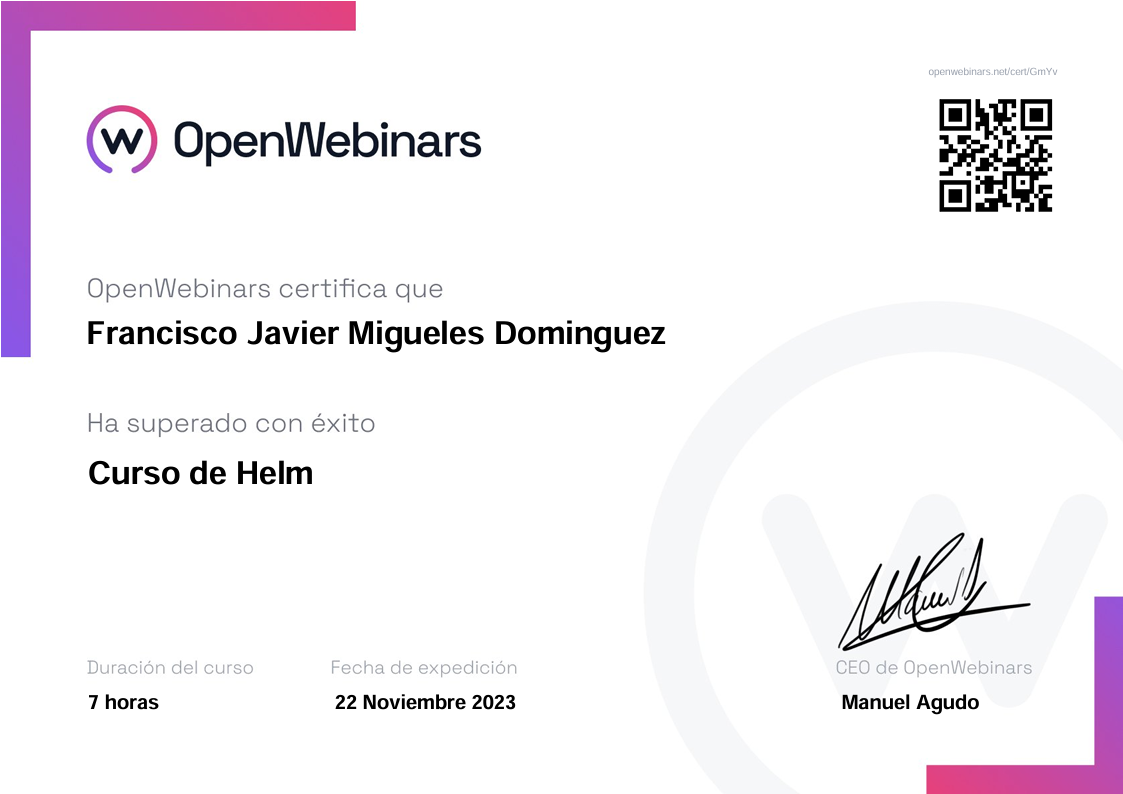 openwebinars.net/cert/GmYv
OpenWebinars
OpenWebinars certifica que
Francisco Javier Migueles Dominguez
Ha superado con éxito
Curso de Helm
Duración del curso
7 horas
Fecha de expedición
22 Noviembre 2023
CEO de OpenWebinars
Manuel Agudo